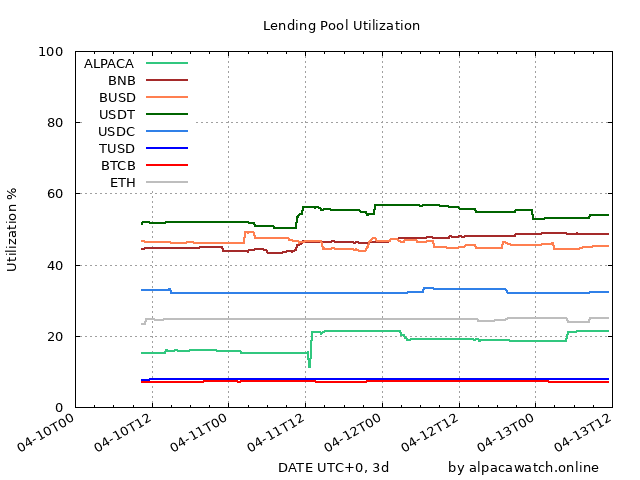 Lending Pool Utilization
100
80
60
40
20
0
Utilization %
ALPACA
BNB
BUSD
USDT
USDC
TUSD
BTCB
ETH
04-10T00
04-10T12
04-11T00
04-11T12
04-12T00
04-12T12
04-13T00
04-13T12
DATE UTC+0, 3d
by alpacawatch.online